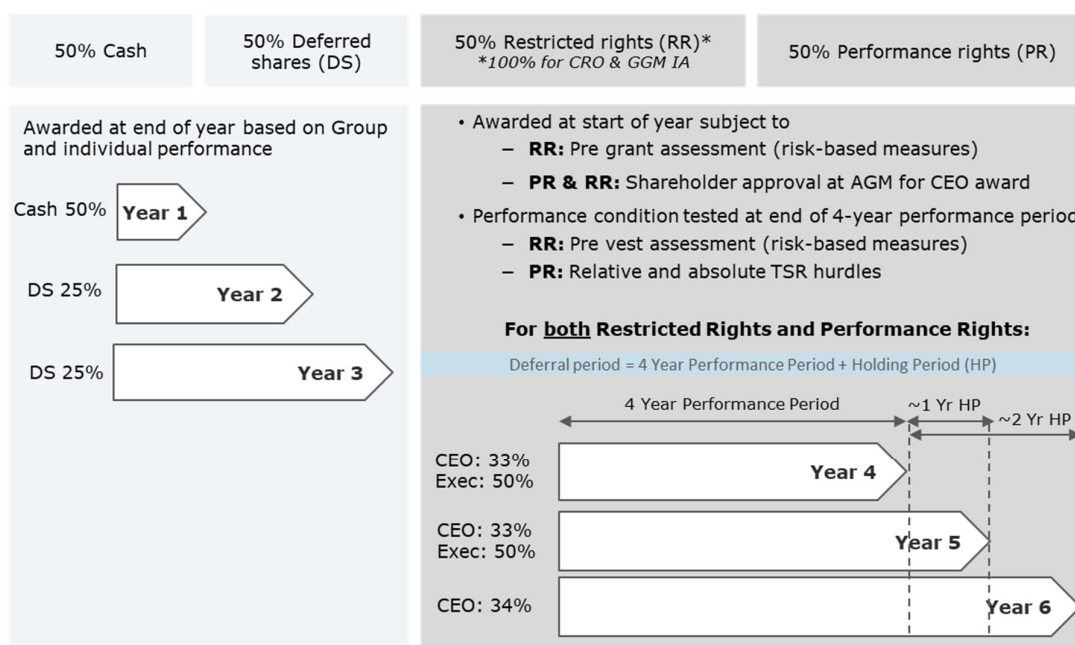 50% Cash
50% Deferred
shares (DS)
50% Restricted rights (RR)*
*100% for CRO & GGM IA
50% Performance rights (PR)
Awarded at end of year based on Group
and individual performance
Cash 50%
Year 1
DS 25%
Year 2
DS 25%
Year 3
• Awarded at start of year subject to
– RR: Pre grant assessment (risk-based measures)
– PR & RR: Shareholder approval at AGM for CEO award
• Performance condition tested at end of 4-year performance period
– RR: Pre vest assessment (risk-based measures)
– PR: Relative and absolute TSR hurdles
For both Restricted Rights and Performance Rights:
Deferral period = 4 Year Performance Period + Holding Period (HP)
4 Year Performance Period
~1 Yr HP
~2 Yr HP
CEO: 33%
Exec: 50%
Year 4
CEO: 33%
Exec: 50%
Year 5
CEO: 34%
Year 6